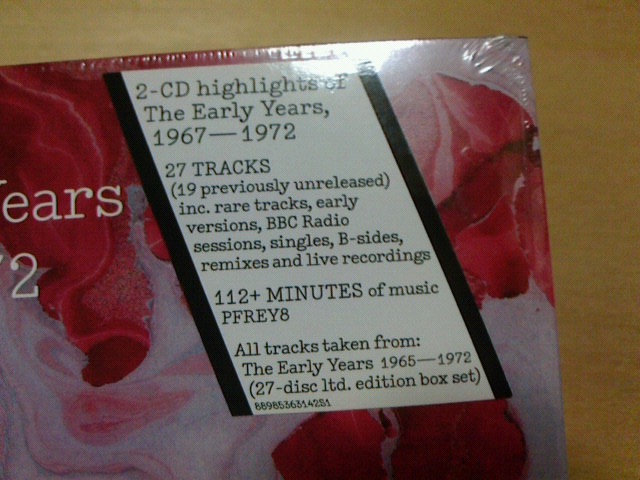 2-CD highlights of
The Early Years,
1967—1972
27 TRACKS
(19 previously unreleased)
inc. rare tracks, early
versions, BBC Radio
sessions, singles, B-sides,
remixes and live recordings
112+ MINUTES of music
PFREY8
All tracks taken from:
The Early Years 1965—1972
(27-disc ltd. edition box set)
88985363142S1
Years
72